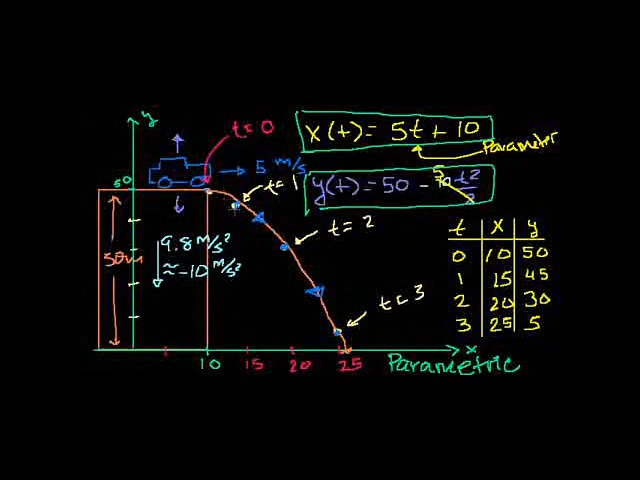 y
t=0
x(t) = 5t + 10
Parameter
5 m/s
50
t=1
y(t) = 50 - 5t²
t=2
50m
9.8 m/s²
≈-10 m/s²
t x y
0 10 50
1 15 45
2 20 30
3 25 5
t=3
x
10 15 20 25
Parametric